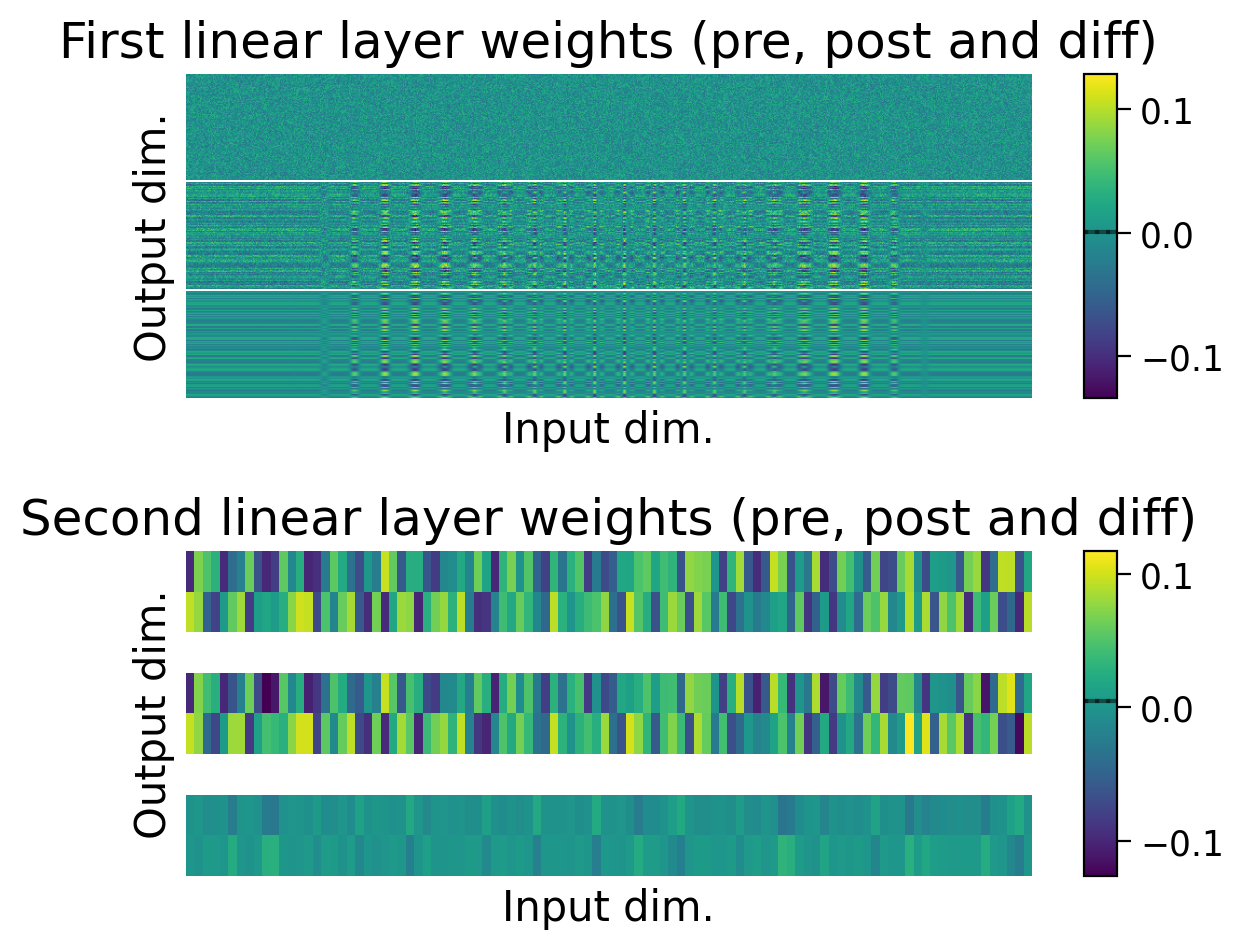 First linear layer weights (pre, post and diff)
Output dim.
0.1
0.0
−0.1
Input dim.
Second linear layer weights (pre, post and diff)
Output dim.
0.1
0.0
−0.1
Input dim.